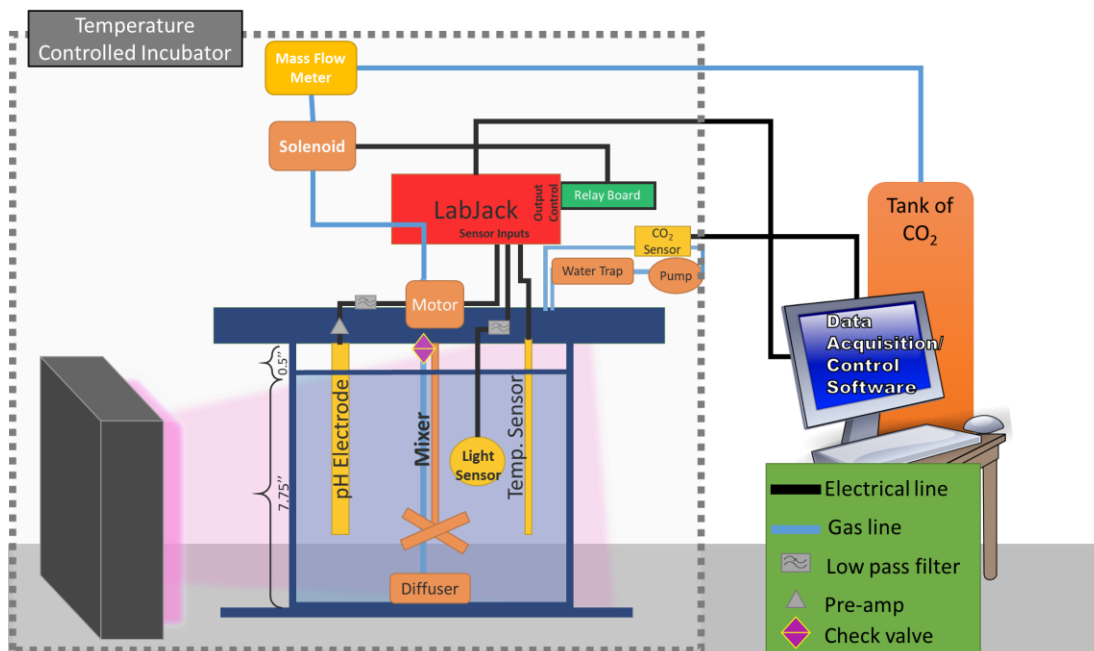 Temperature
Controlled Incubator
Mass Flow
Meter
Solenoid
LabJack
Output
Control
Relay Board
Sensor Inputs
Tank of
CO₂
CO₂
Sensor
Water Trap
Pump
Motor
0.5''
7.75''
pH Electrode
Mixer
Light
Sensor
Temp. Sensor
Diffuser
Data
Acquisition/
Control
Software
Electrical line
Gas line
Low pass filter
Pre-amp
Check valve